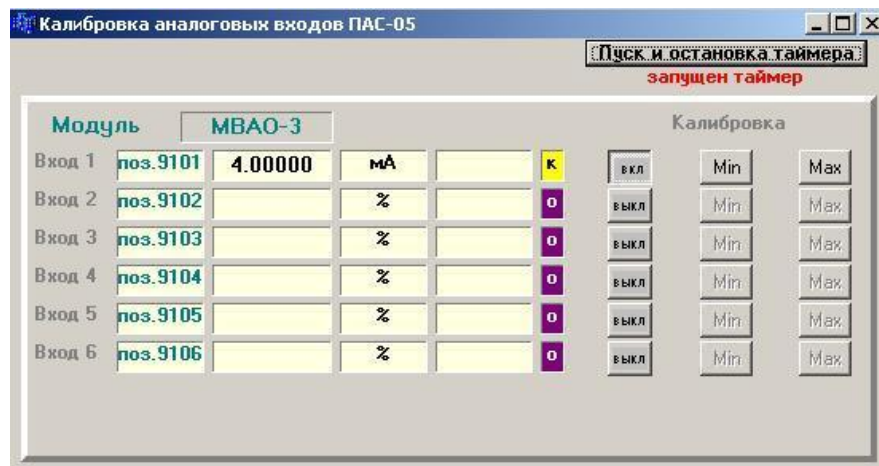 Калибровка аналоговых входов ПАС-05
Пуск и остановка таймера
запущен таймер
Модуль МВАО-3 Калибровка
Вход 1 поз.9101 4.00000 мА К вкл Min Max
Вход 2 поз.9102 % О выкл Min Max
Вход 3 поз.9103 % О выкл Min Max
Вход 4 поз.9104 % О выкл Min Max
Вход 5 поз.9105 % О выкл Min Max
Вход 6 поз.9106 % О выкл Min Max